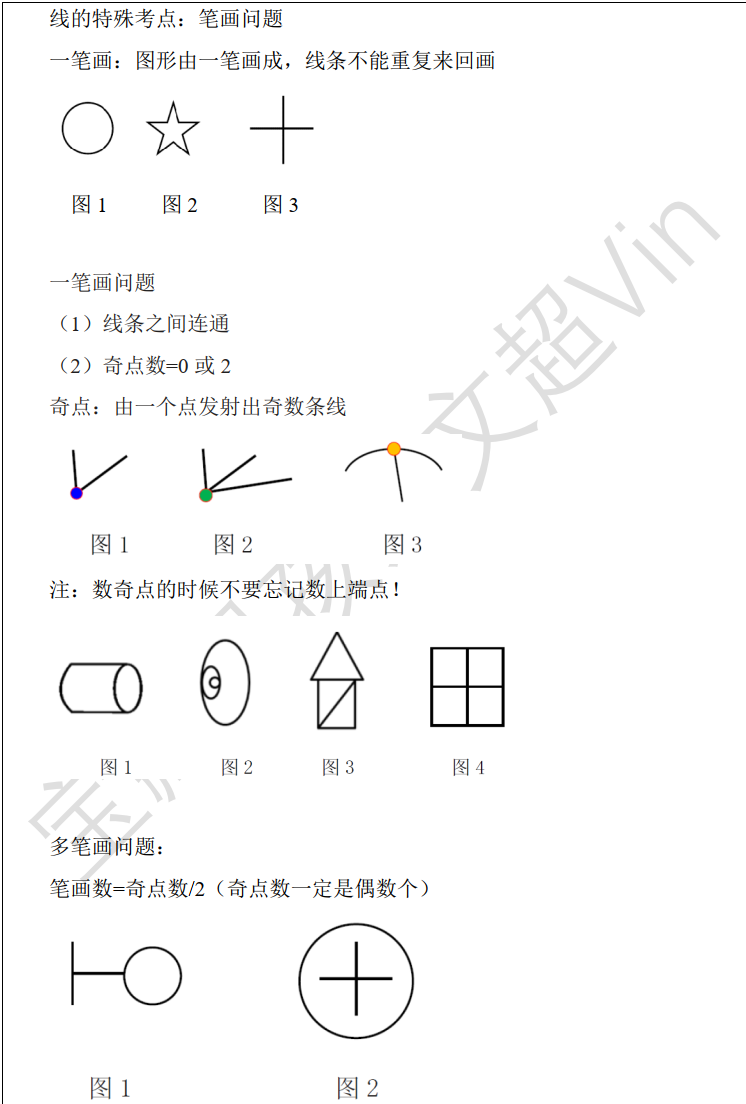 线的特殊考点：笔画问题
一笔画：图形由一笔画成，线条不能重复来回画
图 1 图 2 图 3
一笔画问题
（1）线条之间连通
（2）奇点数=0 或 2
奇点：由一个点发射出奇数条线
图 1 图 2 图 3
注：数奇点的时候不要忘记数上端点！
图 1 图 2 图 3 图 4
多笔画问题：
笔画数=奇点数/2（奇点数一定是偶数个）
图 1 图 2
文超Vin
宝